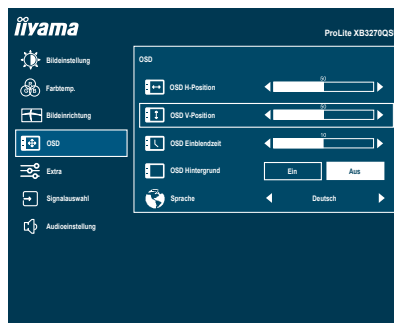 iiyama
ProLite XB3270QS
Bildeinstellung
Farbtemp.
Bildeinrichtung
OSD
Extra
Signalauswahl
Audioeinstellung
OSD
OSD H-Position
50
OSD V-Position
50
OSD Einblendzeit
10
OSD Hintergrund
Ein
Aus
Sprache
Deutsch